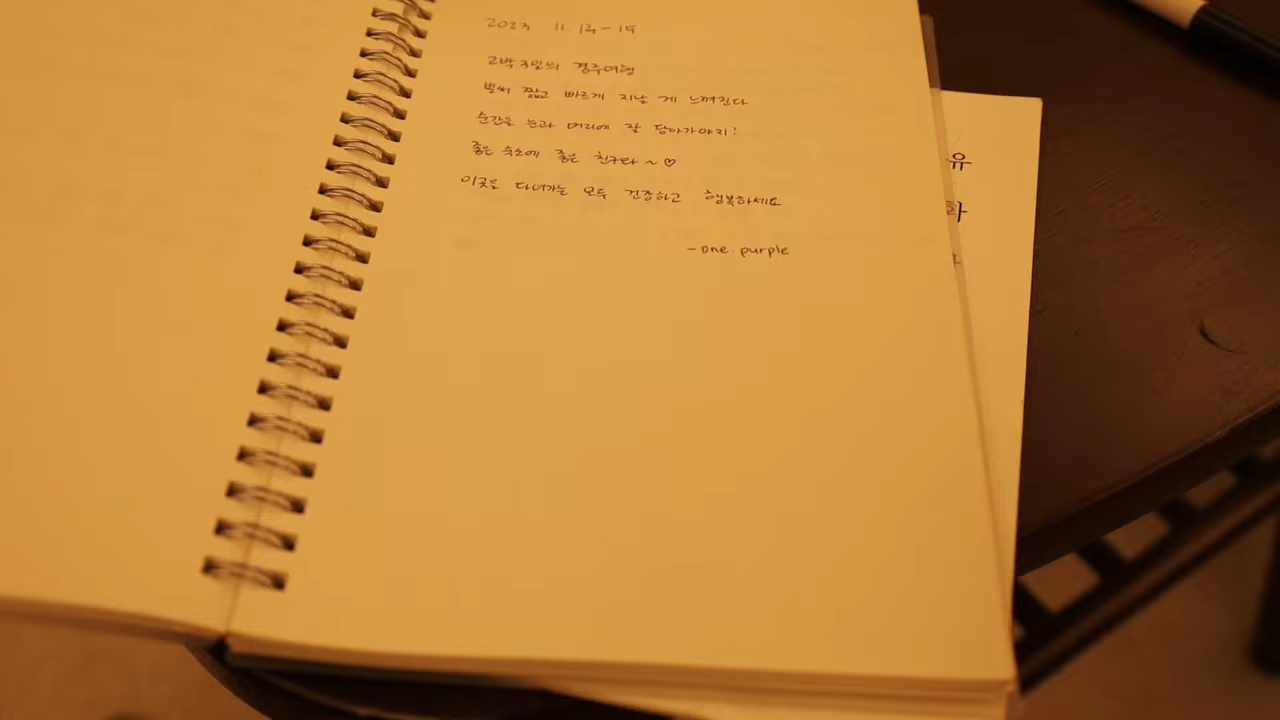 2023 11. 13-15
2박3일의 경주여행
벌써 짧고 빠르게 지난 게 느껴진다
순간을 눈과 머리에 잘 담아가야지!
좋은 숙소에 좋은 친구라 ~ ♡
이곳을 다녀가는 모두 건강하고 행복하세요
- one.purple
유
화